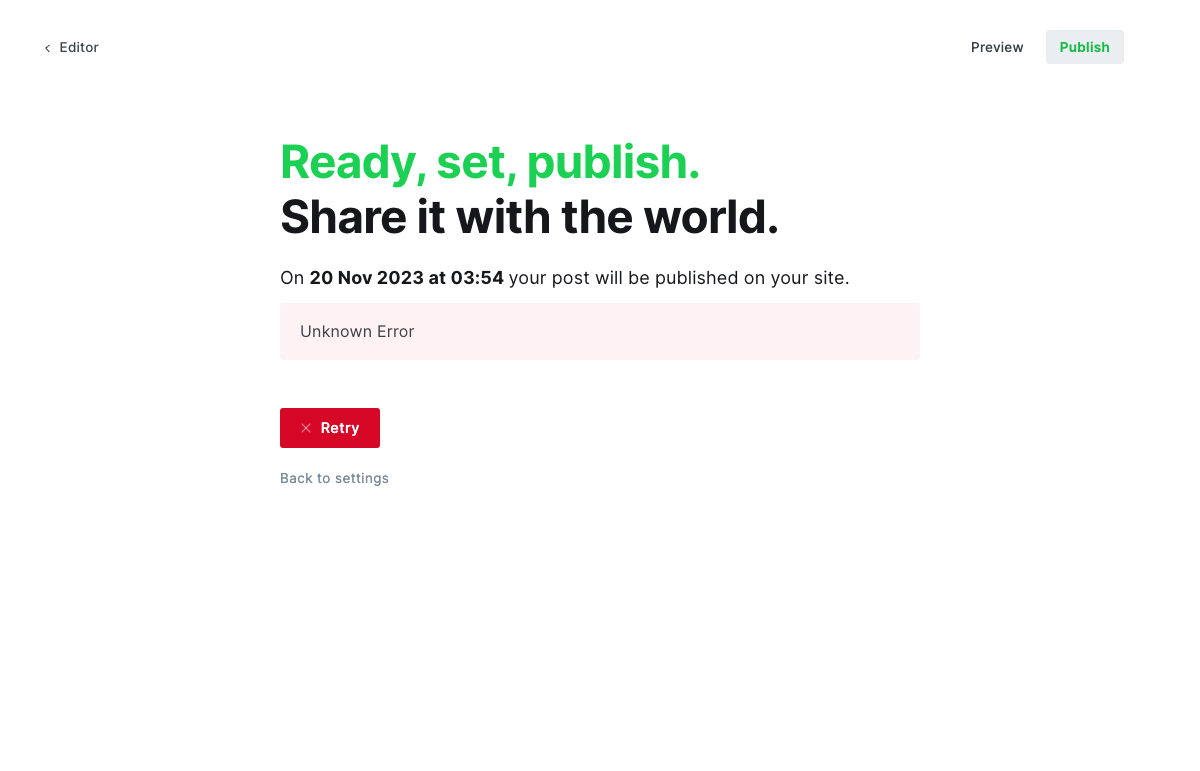 Editor
Preview
Publish
Ready, set, publish.
Share it with the world.
On 20 Nov 2023 at 03:54 your post will be published on your site.
Unknown Error
Retry
Back to settings